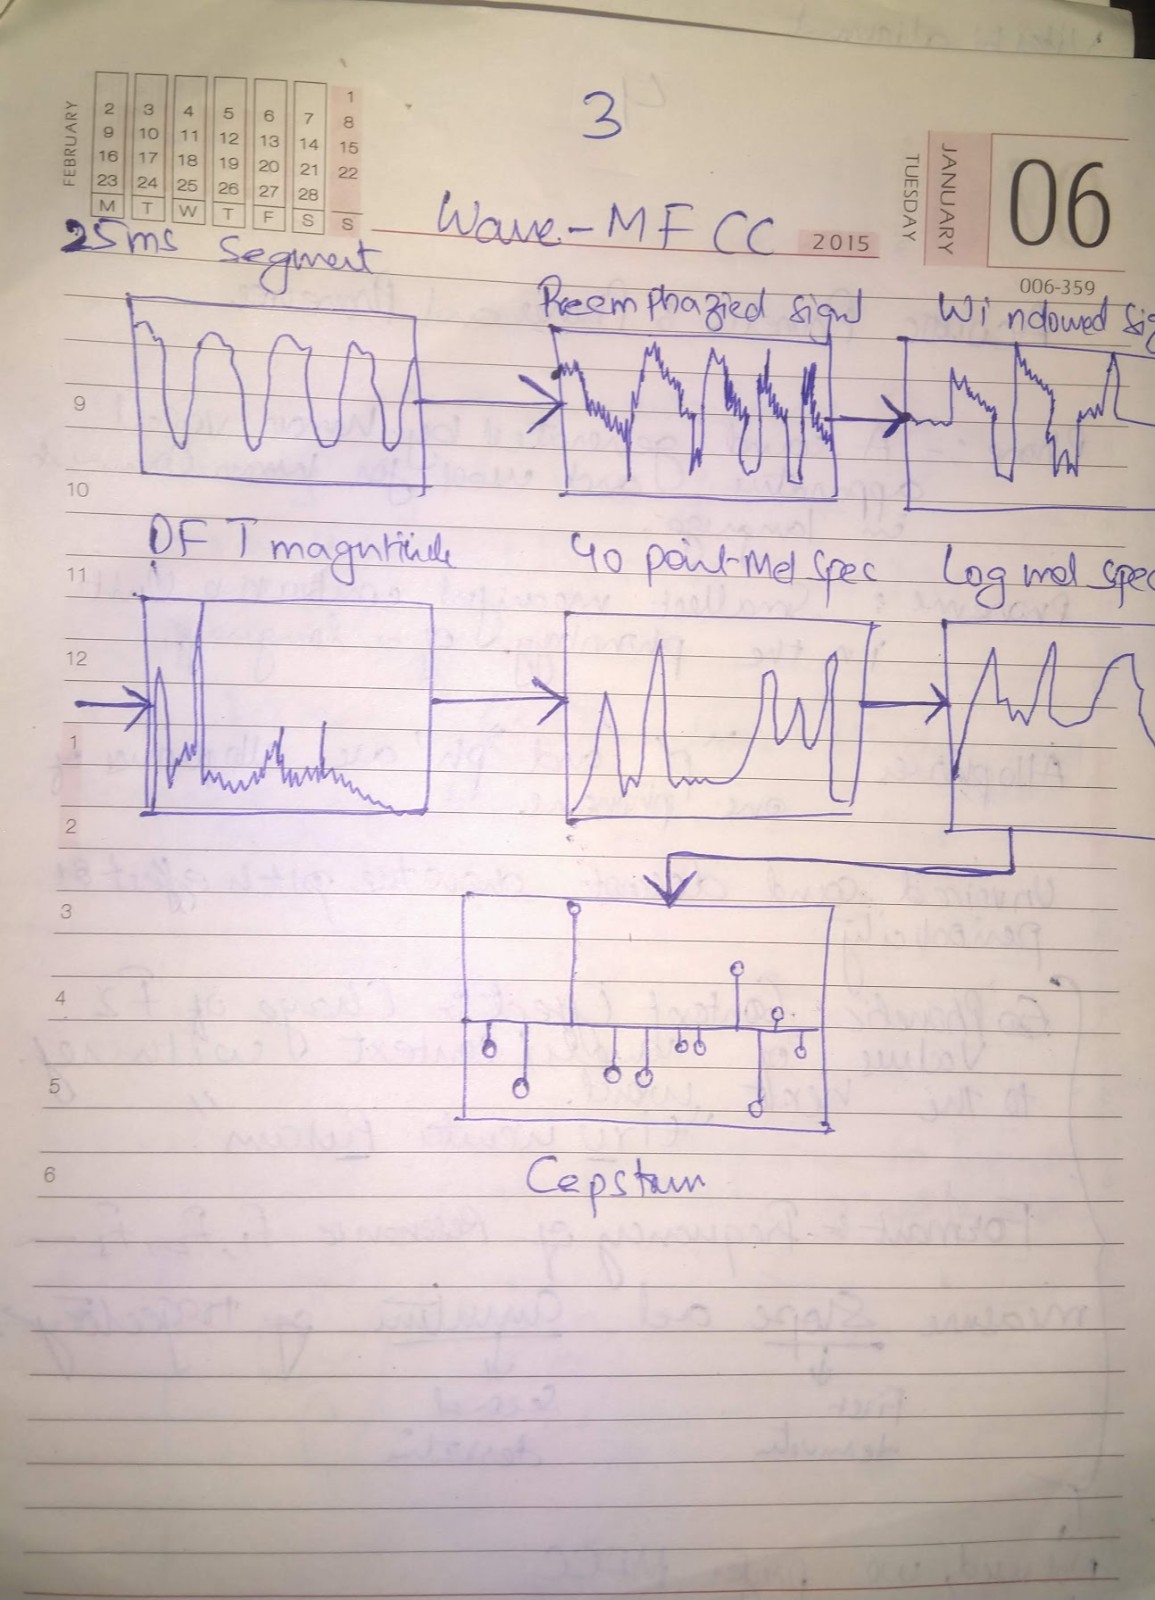 3
FEBRUARY
1
2 3 4 5 6 7 8
9 10 11 12 13 14 15
16 17 18 19 20 21 22
23 24 25 26 27 28
M T W T F S S
JANUARY
TUESDAY
06
006-359
2015
Wave-MFCC
25ms Segment
Preemphazied signal
Windowed sig
9
10
DFT magnitude
40 point Mel spec
Log mel spec
11
12
1
2
3
4
5
Cepstum
6